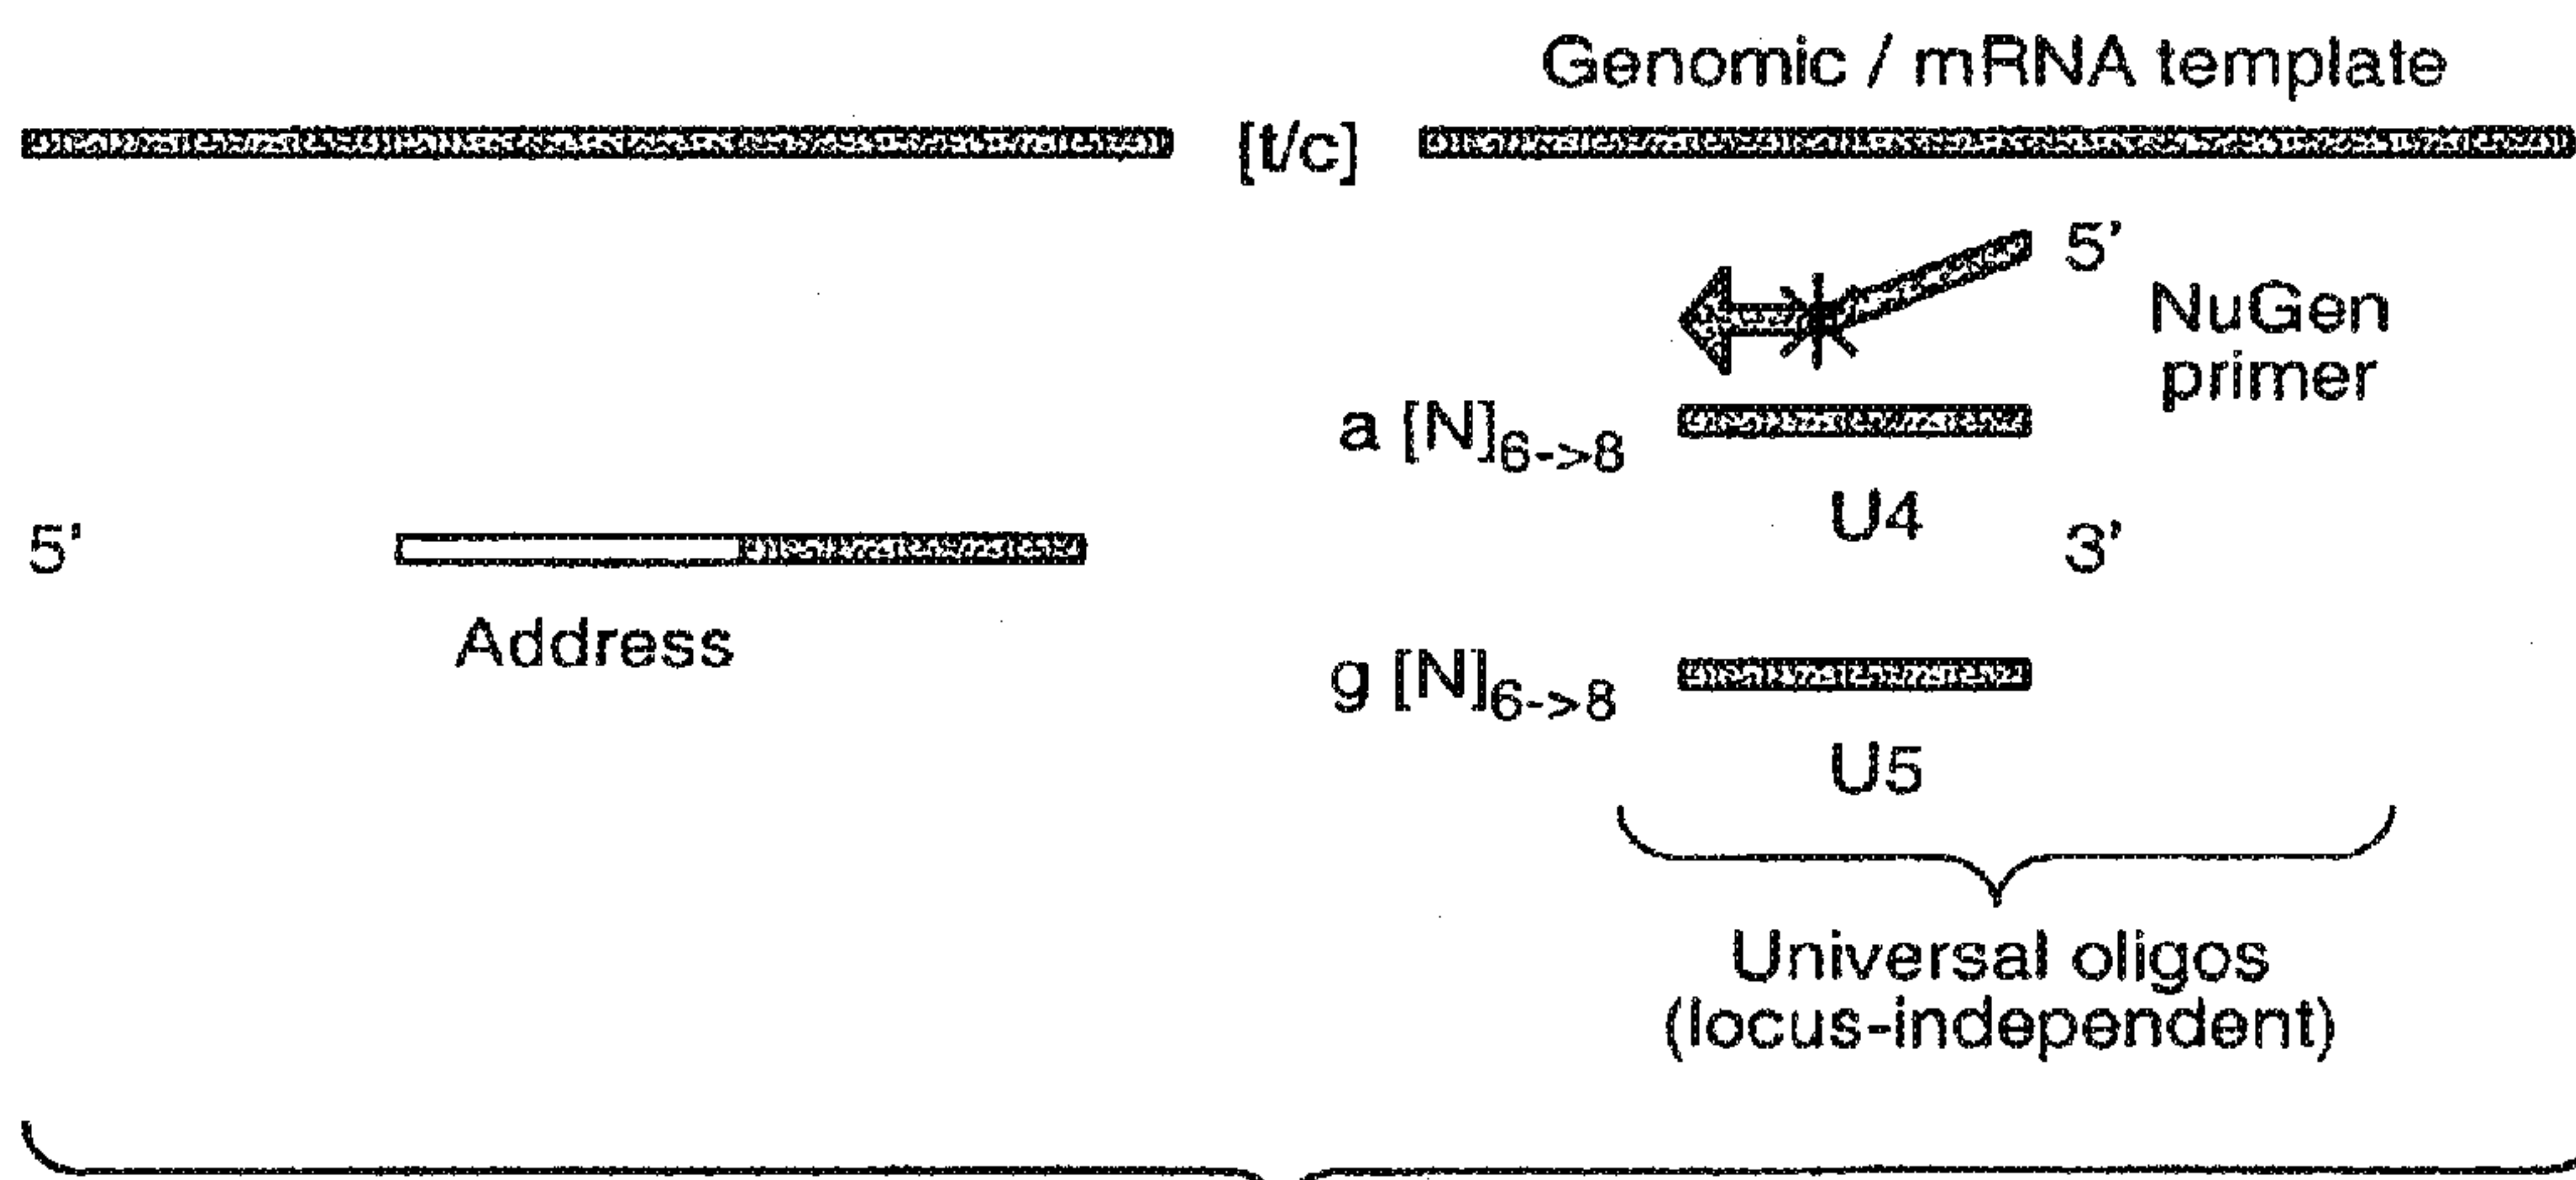 Genomic / mRNA template
[t/c]
5'
NuGen
primer
a [N]6->8
U4
5'
3'
Address
g [N]6->8
U5
Universal oligos
(locus-independent)